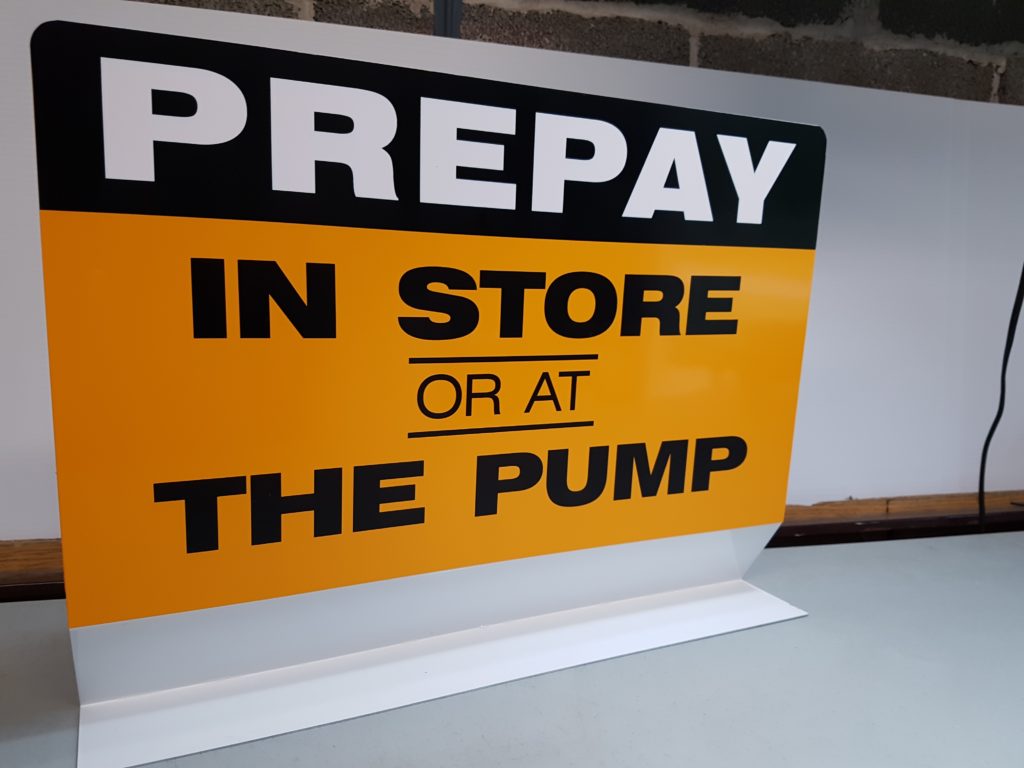 PREPAY
IN STORE
OR AT
THE PUMP